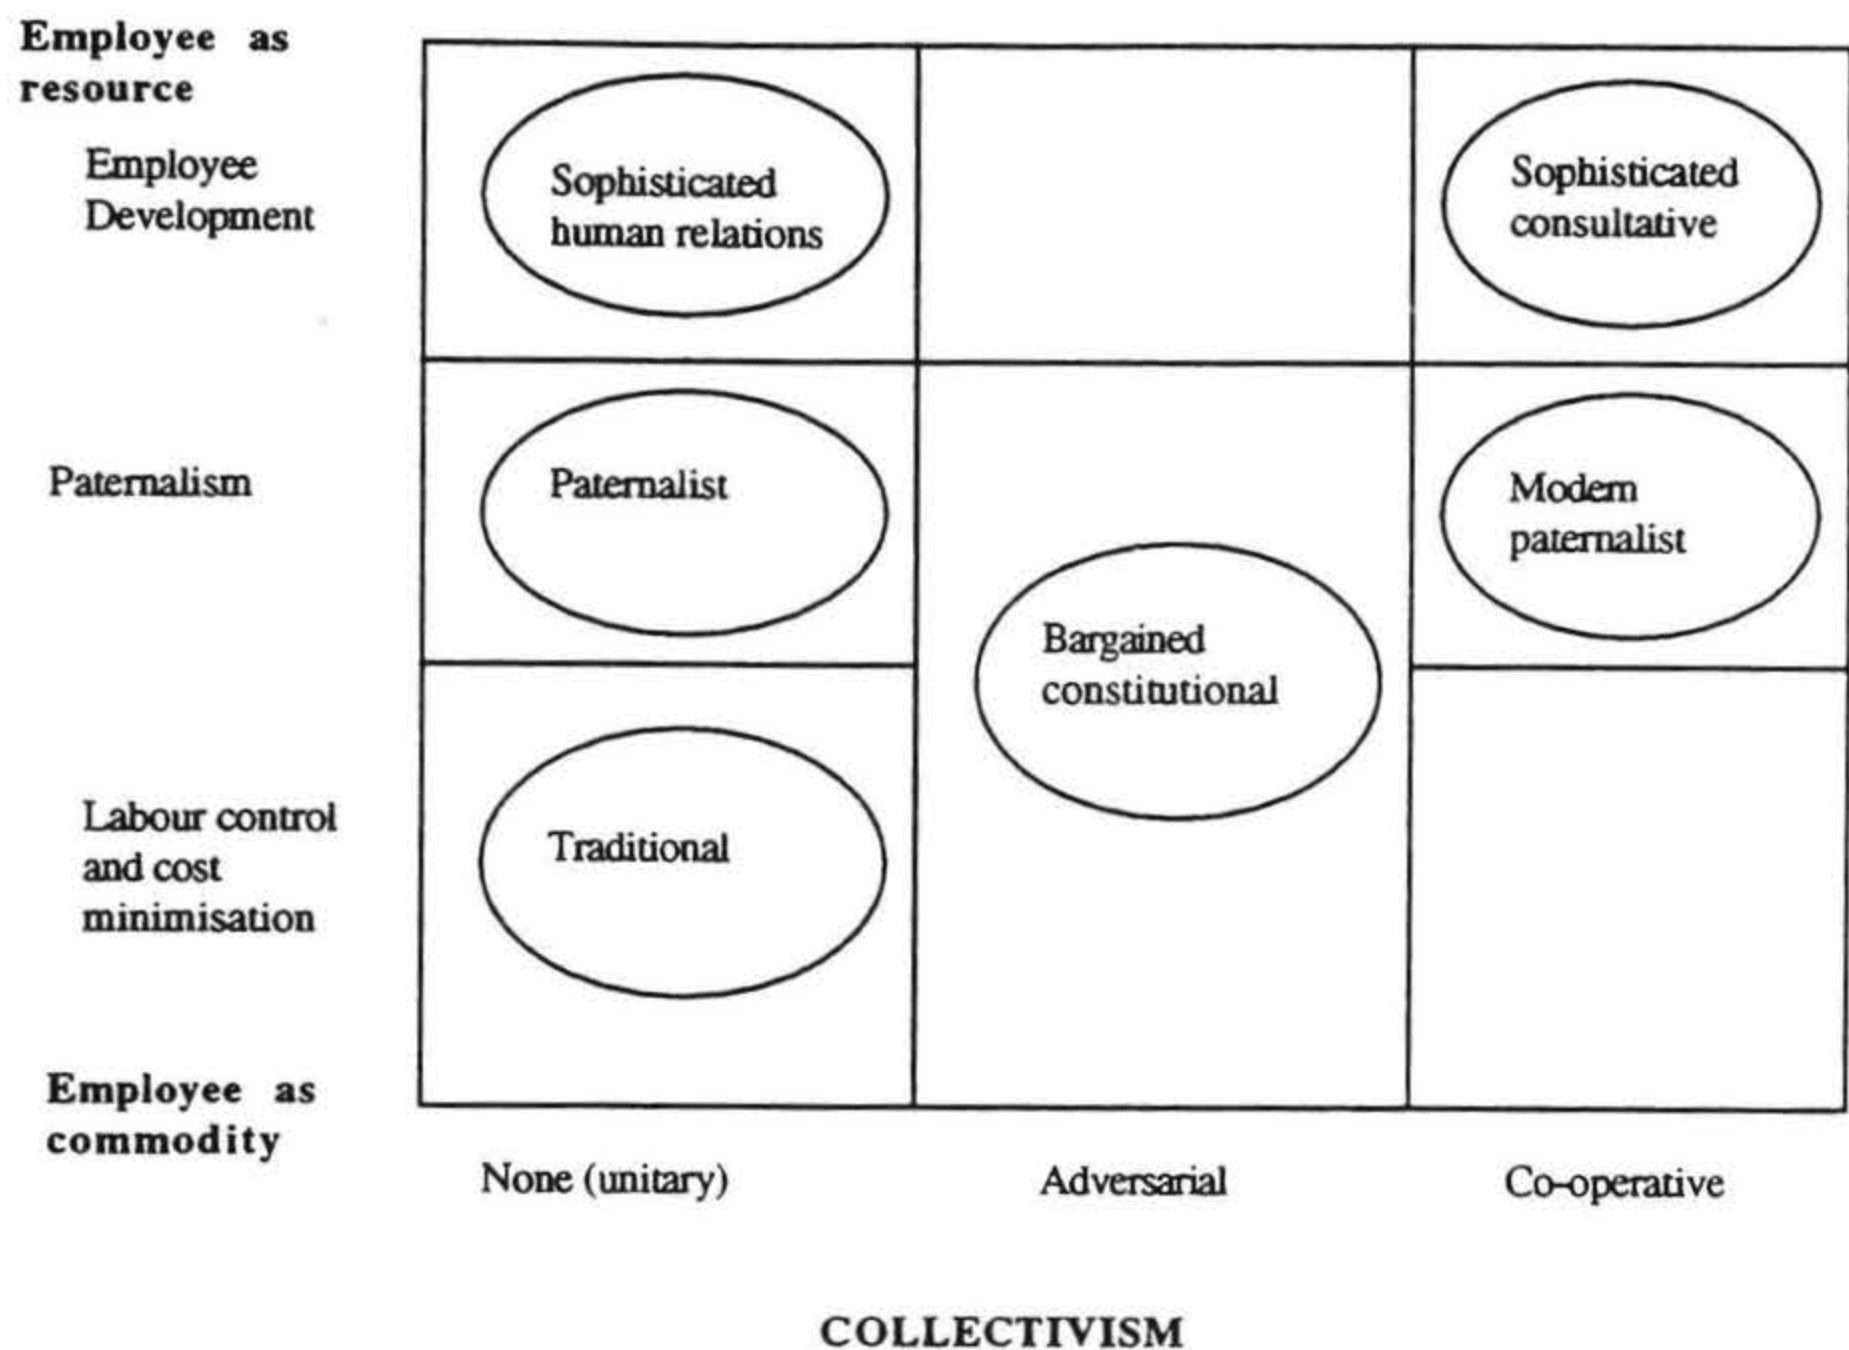 Employee as
resource
Employee
Development
Sophisticated
human relations
Sophisticated
consultative
Paternalism
Paternalist
Modern
paternalist
Bargained
constitutional
Labour control
and cost
minimisation
Traditional
Employee as
commodity
None (unitary)
Adversarial
Co-operative
COLLECTIVISM